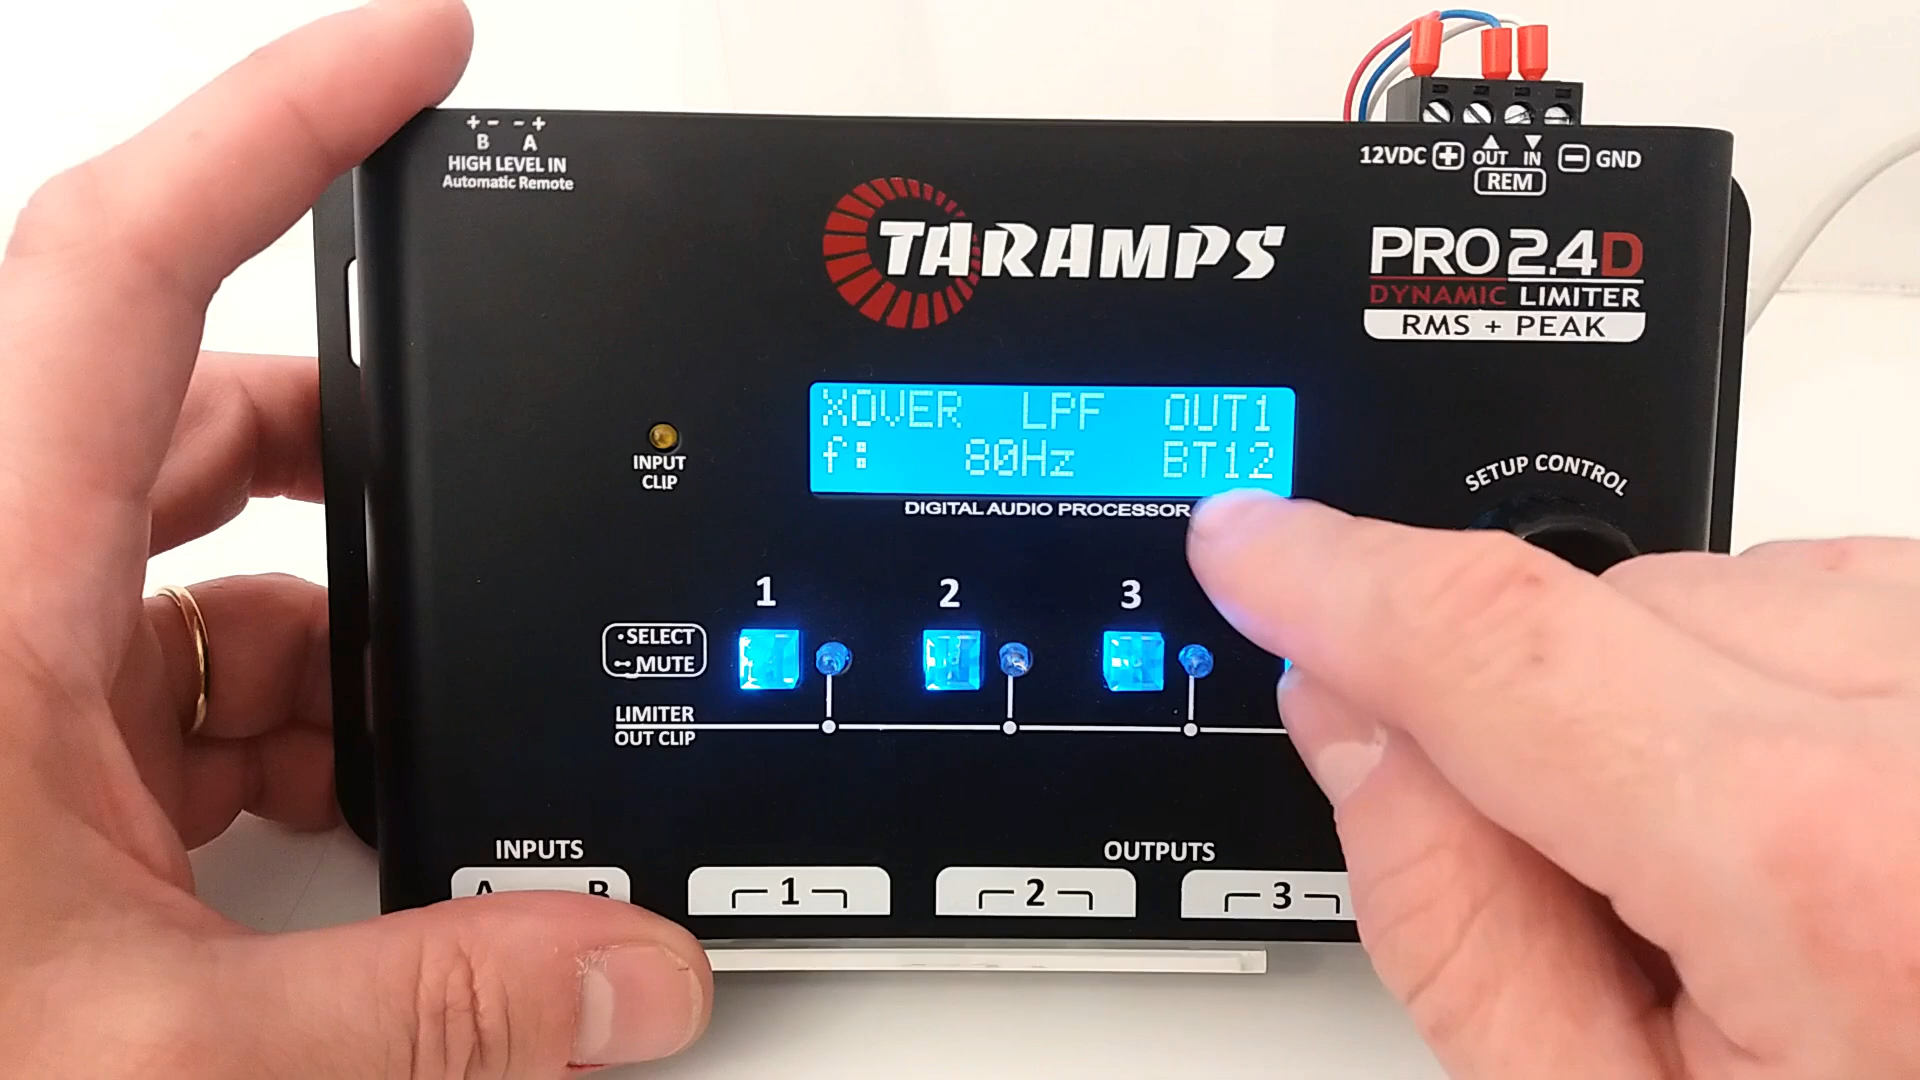 + - - +
B A
HIGH LEVEL IN
Automatic Remote
12VDC + OUT IN - GND
REM
TARAMPS
PRO 2.4D
DYNAMIC LIMITER
RMS + PEAK
XOVER LPF OUT1
f: 80Hz BT12
DIGITAL AUDIO PROCESSOR
INPUT
CLIP
SETUP CONTROL
1 2 3
SELECT
MUTE
LIMITER
OUT CLIP
INPUTS
A B
OUTPUTS
1 2 3